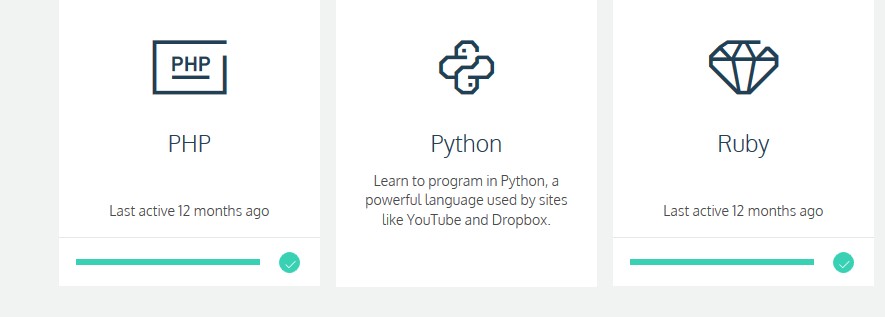 PHP
PHP
Last active 12 months ago
Python
Learn to program in Python, a
powerful language used by sites
like YouTube and Dropbox.
Ruby
Last active 12 months ago